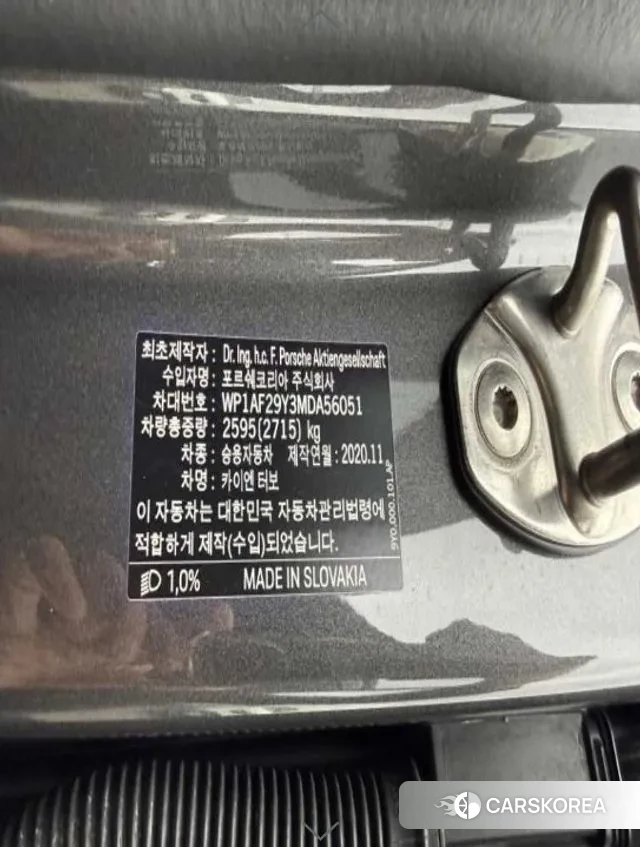 최초제작자 : Dr. Ing. h.c. F. Porsche Aktiengesellschaft
수입자명 : 포르쉐코리아 주식회사
차대번호 : WP1AF29Y3MDA56051
차량총중량 : 2595(2715) kg
차종 : 승용자동차 제작연월 : 2020.11
차명 : 카이엔 터보
이 자동차는 대한민국 자동차관리법령에
적합하게 제작(수입)되었습니다.
1,0% MADE IN SLOVAKIA
9Y0.000.101.AP
CARSKOREA